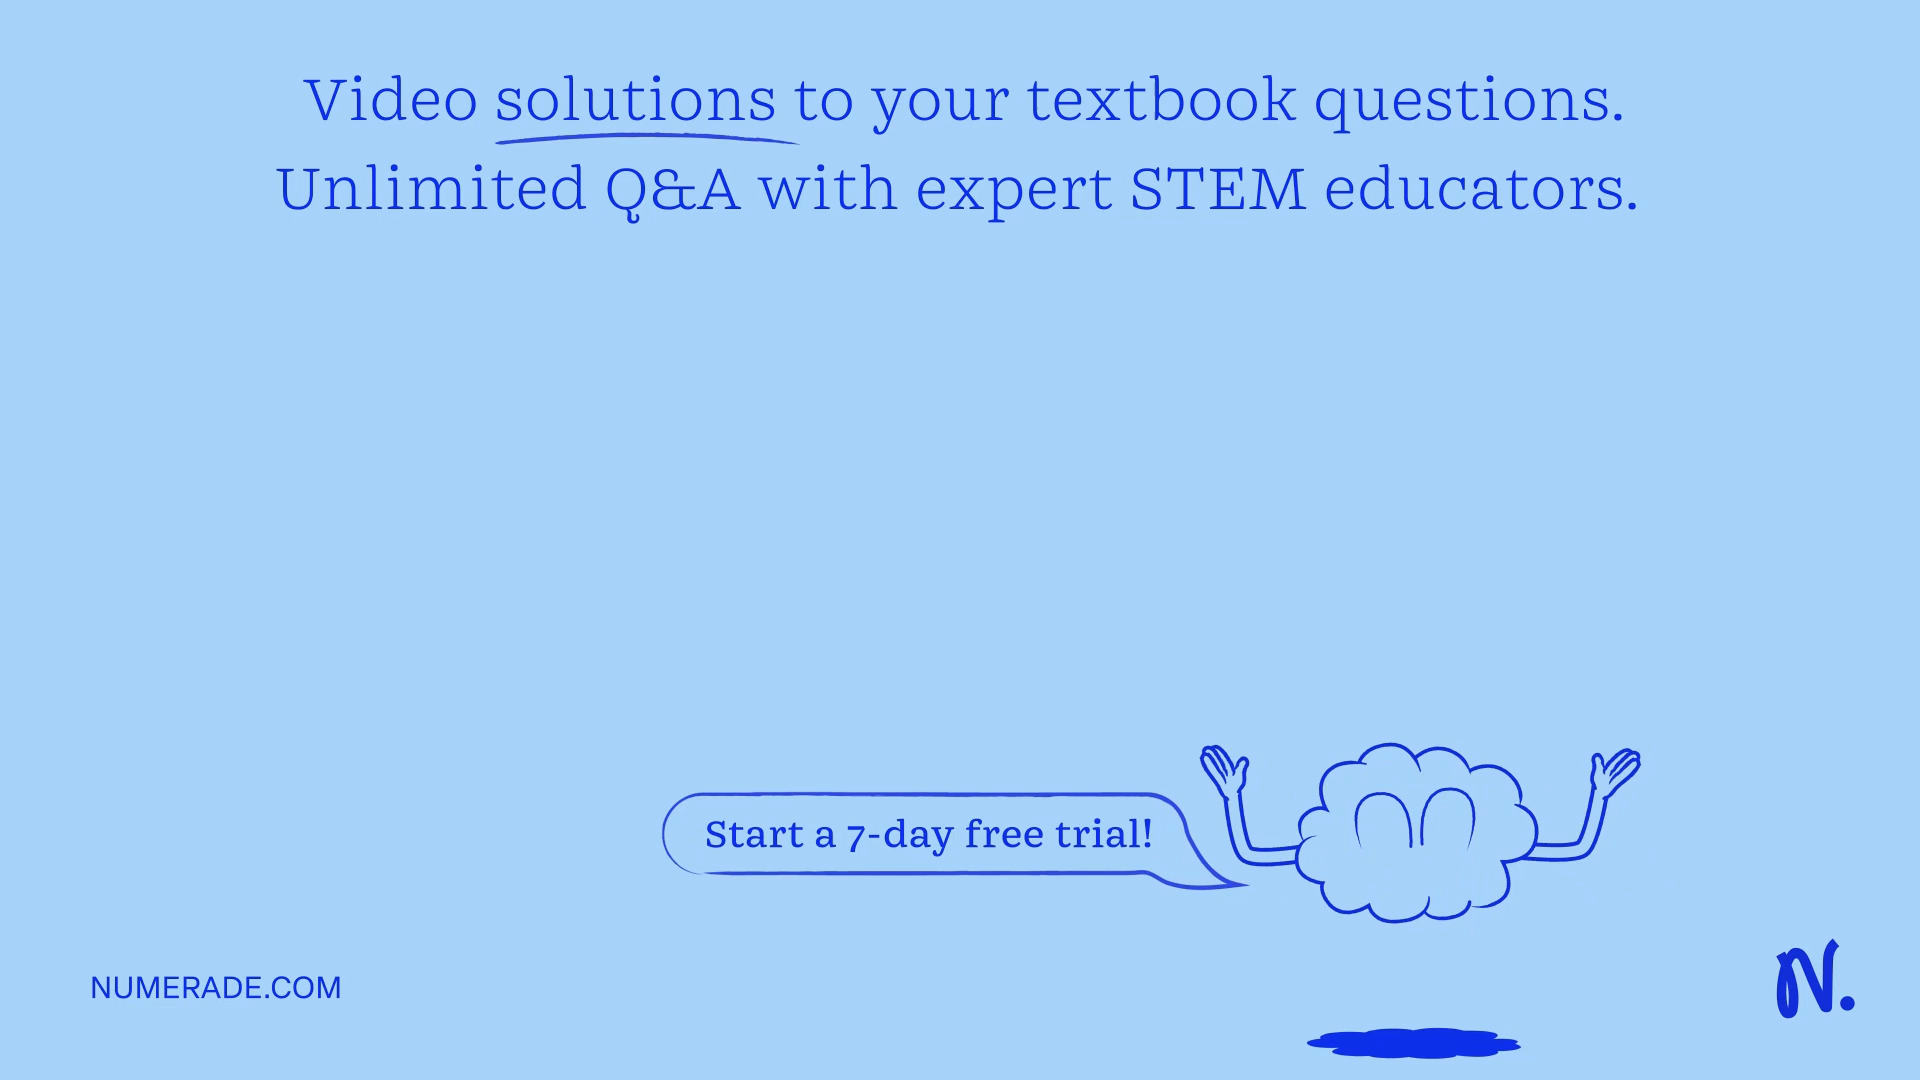 Video solutions to your textbook questions.
Unlimited Q&A with expert STEM educators.
Start a 7-day free trial!
NUMERADE.COM
N.